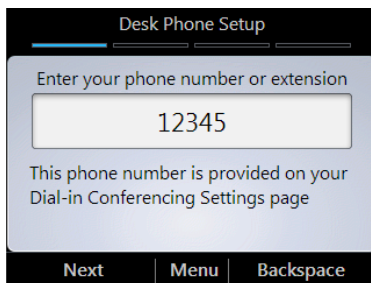 Desk Phone Setup
Enter your phone number or extension
12345
This phone number is provided on your
Dial-in Conferencing Settings page
Next Menu Backspace